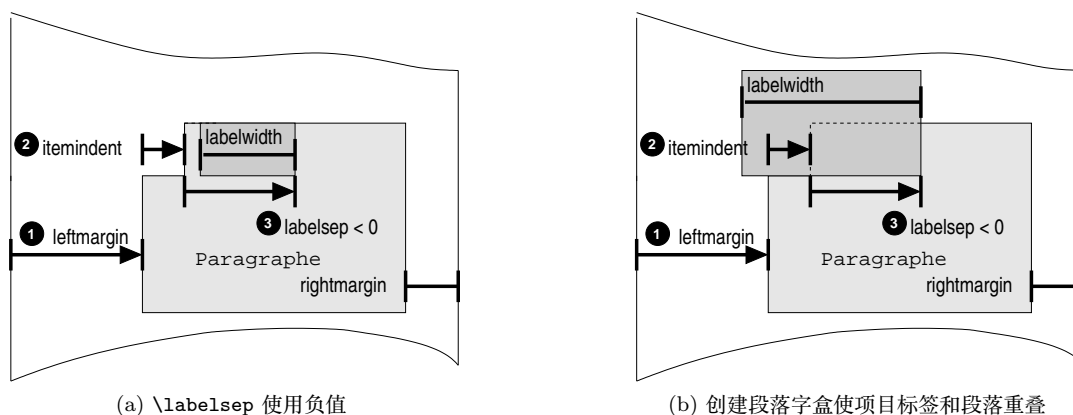 labelwidth
2 itemindent
3 labelsep < 0
1 leftmargin
Paragraphe
rightmargin
(a) \labelsep 使用负值
labelwidth
2 itemindent
3 labelsep < 0
1 leftmargin
Paragraphe
rightmargin
(b) 创建段落字盒使项目标签和段落重叠